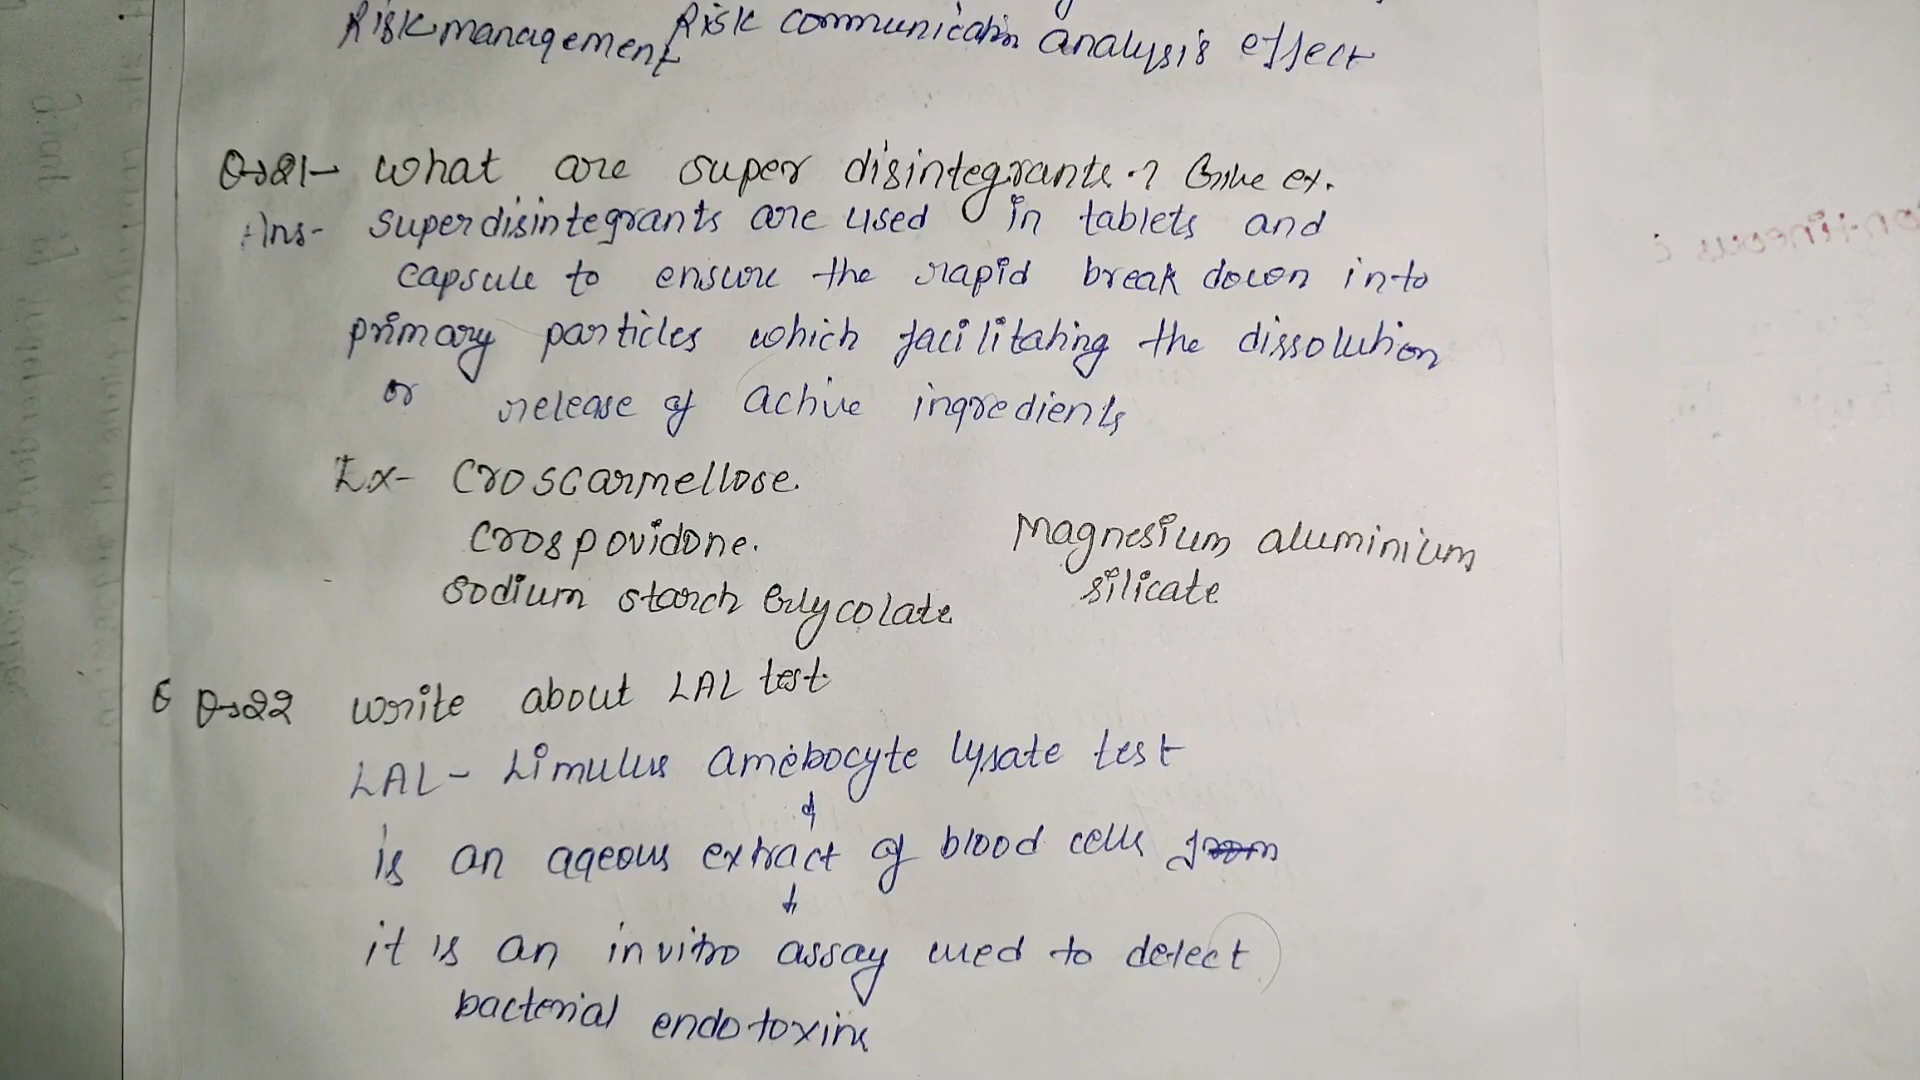 Risk management Risk communication analysis effect
Q→21→ What are super disintegrants? Give ex.
Ans- Superdisintegrants are used in tablets and
capsule to ensure the rapid break down into
primary particles which facilitating the dissolution
or release of active ingredients
Ex- Croscarmellose.
Crospovidone.
Magnesium aluminium
silicate
Sodium starch Glycolate
Q→22 write about LAL test.
LAL - Limulus amebocyte lysate test
is an aqeous extract of blood cells from
it is an invitro assay used to detect
bacterial endotoxins